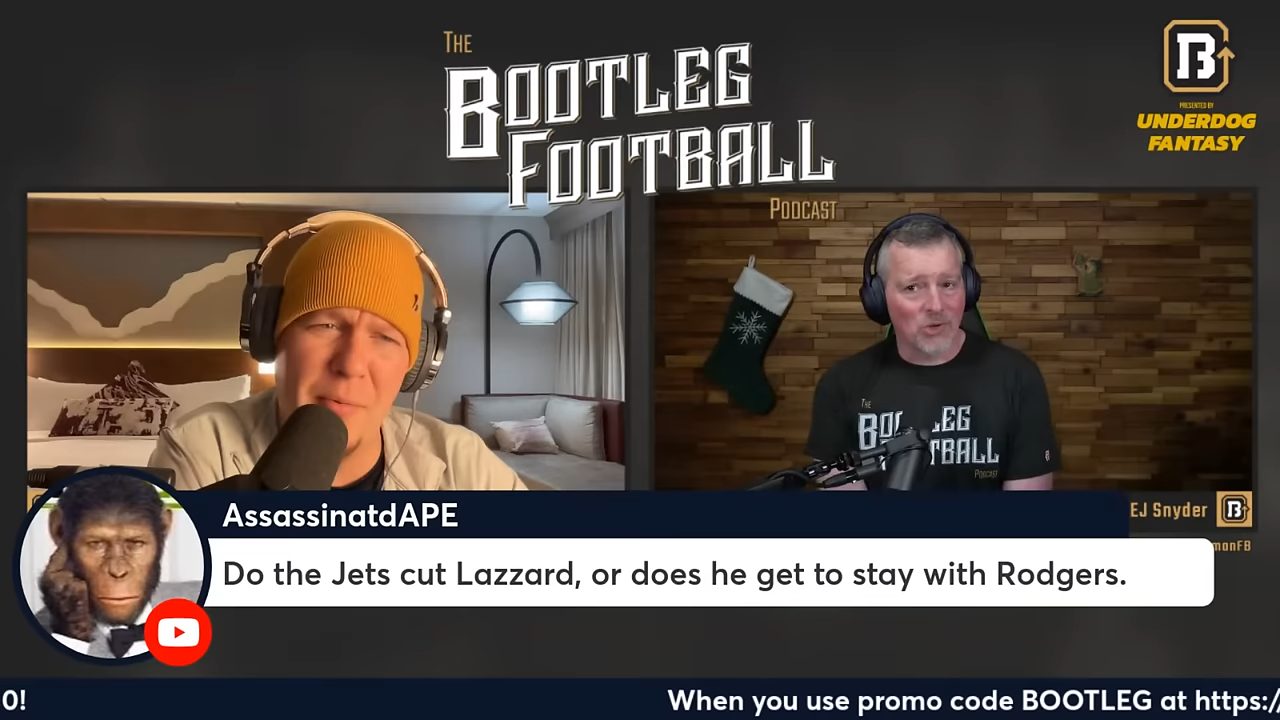 THE
BOOTLEG
FOOTBALL
PODCAST
B
PRESENTED BY
UNDERDOG
FANTASY
THE
BOOTLEG
FOOTBALL
PODCAST
EJ Snyder
B
manFB
AssassinatdAPE
Do the Jets cut Lazzard, or does he get to stay with Rodgers.
0!
When you use promo code BOOTLEG at https:/